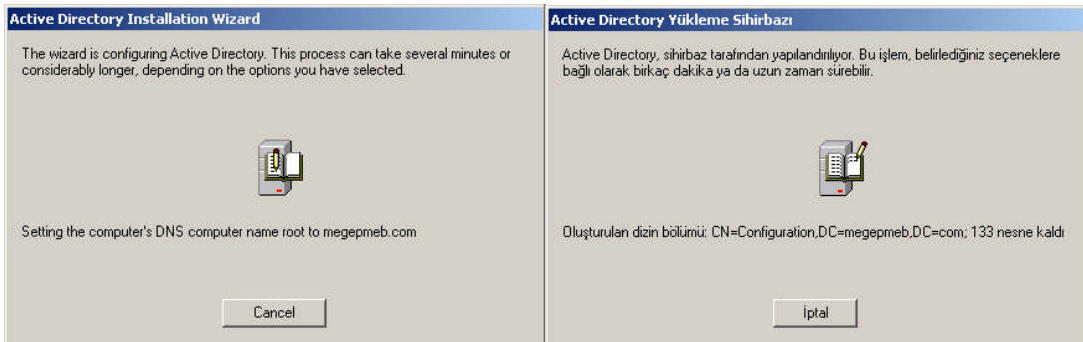 Active Directory Installation Wizard
The wizard is configuring Active Directory. This process can take several minutes or
considerably longer, depending on the options you have selected.
Setting the computer's DNS computer name root to megepmeb.com
Cancel
Active Directory Yükleme Sihirbazı
Active Directory, sihirbaz tarafından yapılandırılıyor. Bu işlem, belirlediğiniz seçeneklere
bağlı olarak birkaç dakika ya da uzun zaman sürebilir.
Oluşturulan dizin bölümü: CN=Configuration,DC=megepmeb,DC=com; 133 nesne kaldı
İptal